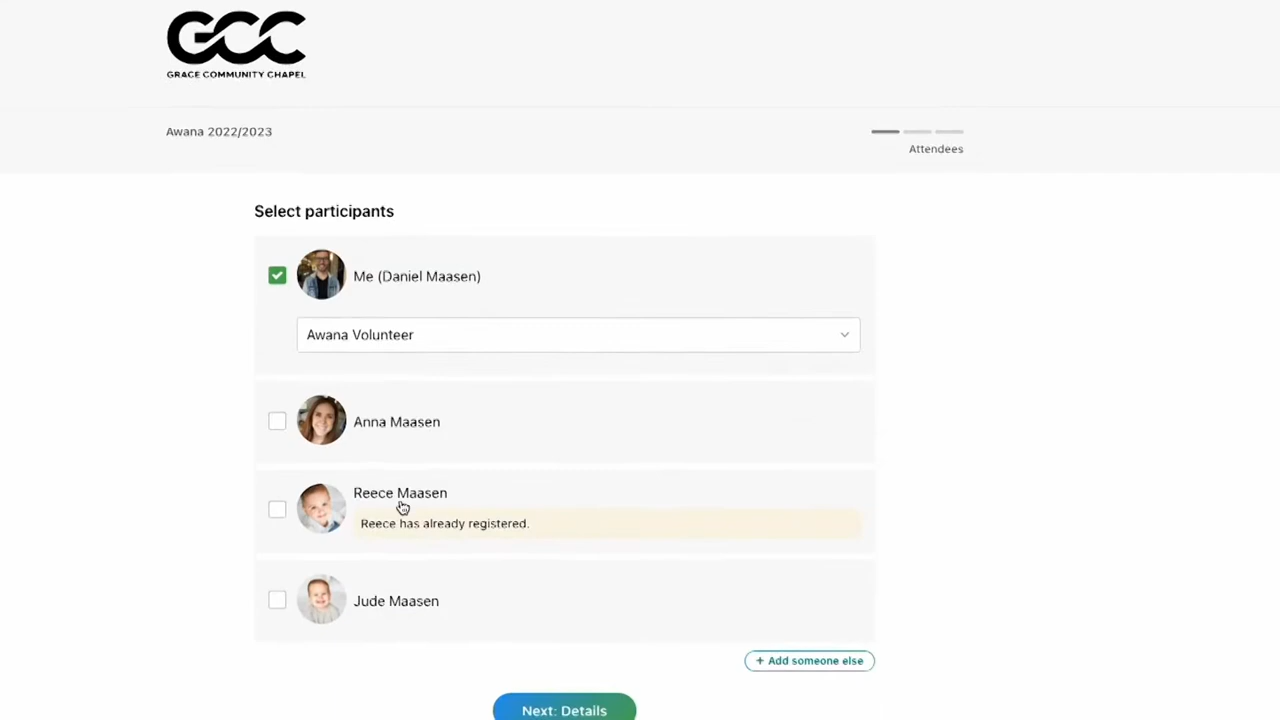 GCC
GRACE COMMUNITY CHAPEL
Awana 2022/2023
Attendees
Select participants
Me (Daniel Maasen)
Awana Volunteer
Anna Maasen
Reece Maasen
Reece has already registered.
Jude Maasen
+ Add someone else
Next: Details